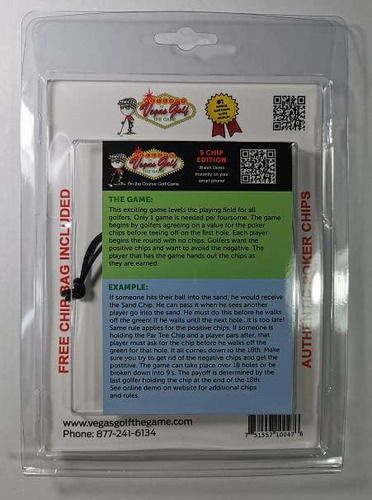 Vegas Golf
THE GAME
#1
Vegas Golf
THE GAME
On the Course Golf Game
5 CHIP
EDITION
Watch Demo
Instantly on your
smart phone!
THE GAME:
This exciting game levels the playing field for all
golfers. Only 1 game is needed per foursome. The game
begins by golfers agreeing on a value for the poker
chips before teeing off on the first hole. Each player
begins the round with no chips. Golfers want the
positive chips and want to avoid the negative. The
player that has the game hands out the chips as
they are earned.
EXAMPLE:
If someone hits their ball into the sand, he would receive
the Sand Chip. He can pass it when he sees another
player go into the sand. He must do this before he walks
off the green! If he waits until the next hole...it is too late!
Same rule applies for the positive chips. If someone is
holding the Par Tee Chip and a player pars after, that
player must ask for the chip before he walks off the
green for that hole. It all comes down to the 18th. Make
sure you try to get rid of the negative chips and get the
positive. The game can take place over 18 holes or be
broken down into 9's. The payoff is determined by the
last golfer holding the chip at the end of the 18th.
See online demo on website for additional chips
and rules.
FREE CHIP BAG INCLUDED
POKER CHIPS
www.vegasgolfthegame.com
Phone: 877-241-6134
7 51557 10047 6